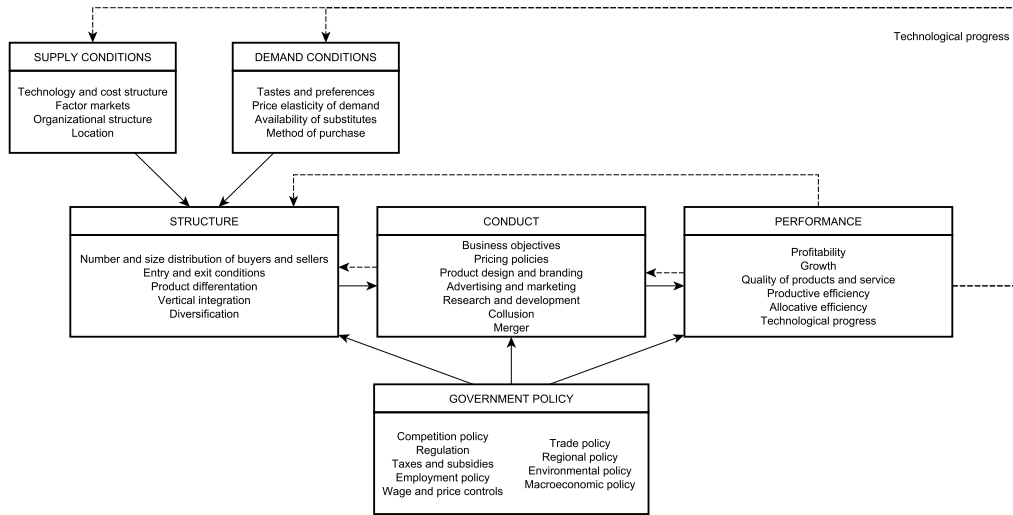 Technological progress
SUPPLY CONDITIONS
Technology and cost structure
Factor markets
Organizational structure
Location
DEMAND CONDITIONS
Tastes and preferences
Price elasticity of demand
Availability of substitutes
Method of purchase
STRUCTURE
Number and size distribution of buyers and sellers
Entry and exit conditions
Product differentation
Vertical integration
Diversification
CONDUCT
Business objectives
Pricing policies
Product design and branding
Advertising and marketing
Research and development
Collusion
Merger
PERFORMANCE
Profitability
Growth
Quality of products and service
Productive efficiency
Allocative efficiency
Technological progress
GOVERNMENT POLICY
Competition policy
Regulation
Taxes and subsidies
Employment policy
Wage and price controls
Trade policy
Regional policy
Environmental policy
Macroeconomic policy